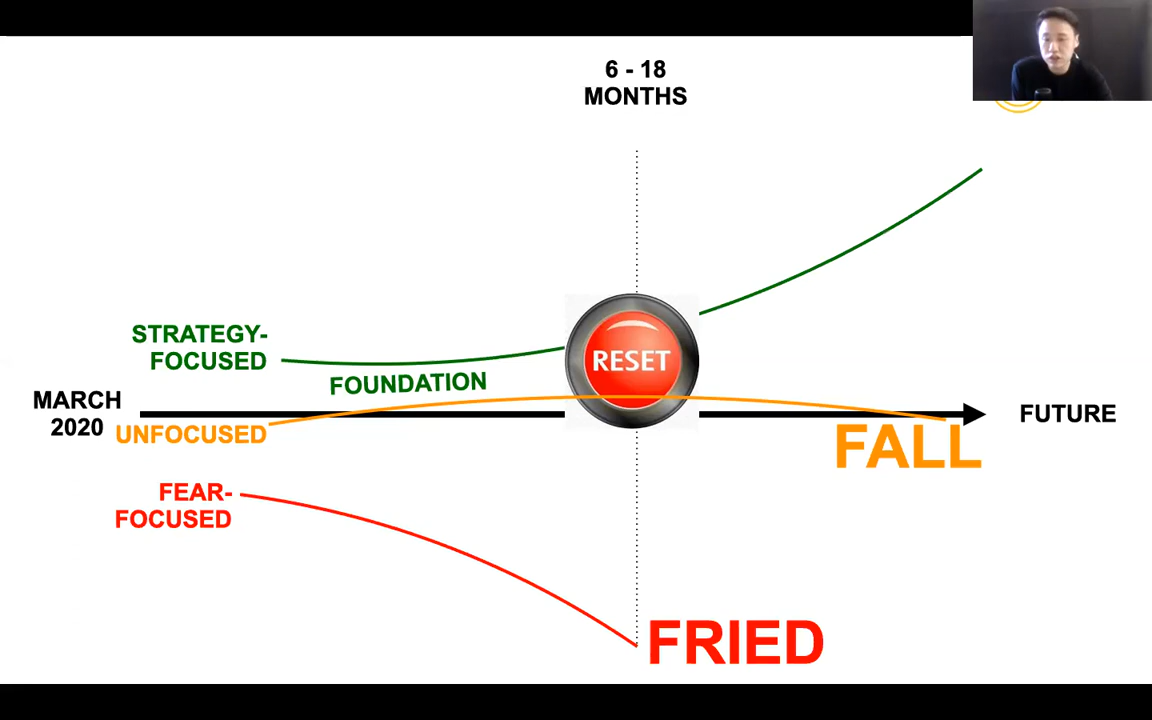 6 - 18
MONTHS
STRATEGY-
FOCUSED
RESET
FOUNDATION
MARCH
2020
FUTURE
UNFOCUSED
FALL
FEAR-
FOCUSED
FRIED